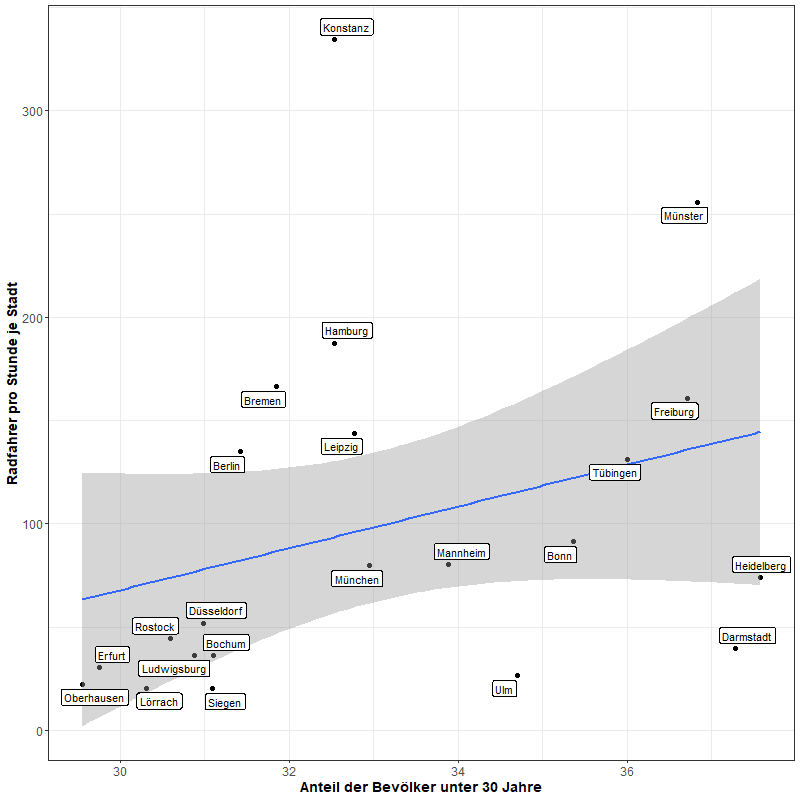 Konstanz
300
Münster
Radfahrer pro Stunde je Stadt
200
Hamburg
Bremen
Freiburg
Leipzig
Berlin
Tübingen
100
Mannheim
Bonn
Heidelberg
München
Düsseldorf
Rostock
Darmstadt
Bochum
Erfurt
Ludwigsburg
Ulm
Oberhausen
Lörrach
Siegen
0
30 32 34 36
Anteil der Bevölker unter 30 Jahre